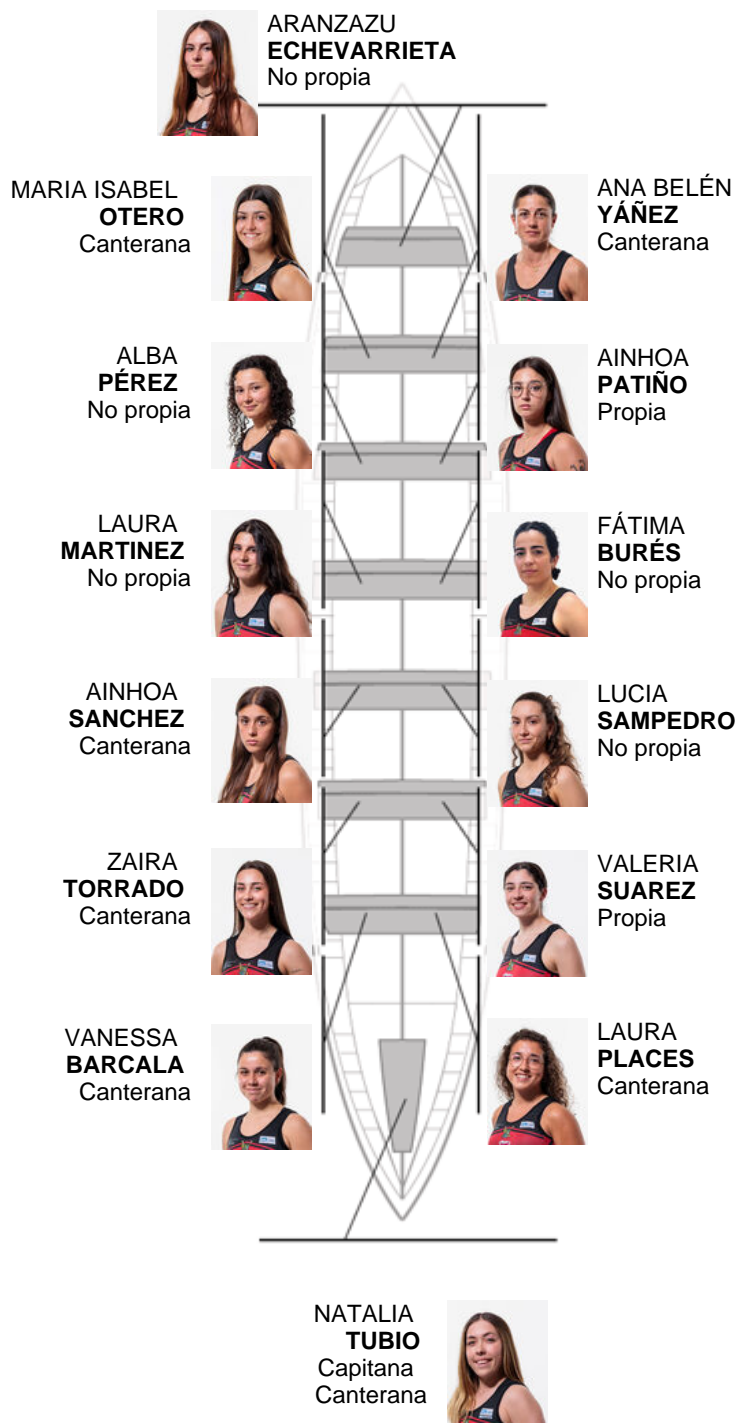 ARANZAZU
ECHEVARRIETA
No propia
MARIA ISABEL
OTERO
Canterana
ANA BELÉN
YÁÑEZ
Canterana
ALBA
PÉREZ
No propia
AINHOA
PATIÑO
Propia
LAURA
MARTINEZ
No propia
FÁTIMA
BURÉS
No propia
AINHOA
SANCHEZ
Canterana
LUCIA
SAMPEDRO
No propia
ZAIRA
TORRADO
Canterana
VALERIA
SUAREZ
Propia
VANESSA
BARCALA
Canterana
LAURA
PLACES
Canterana
NATALIA
TUBIO
Capitana
Canterana